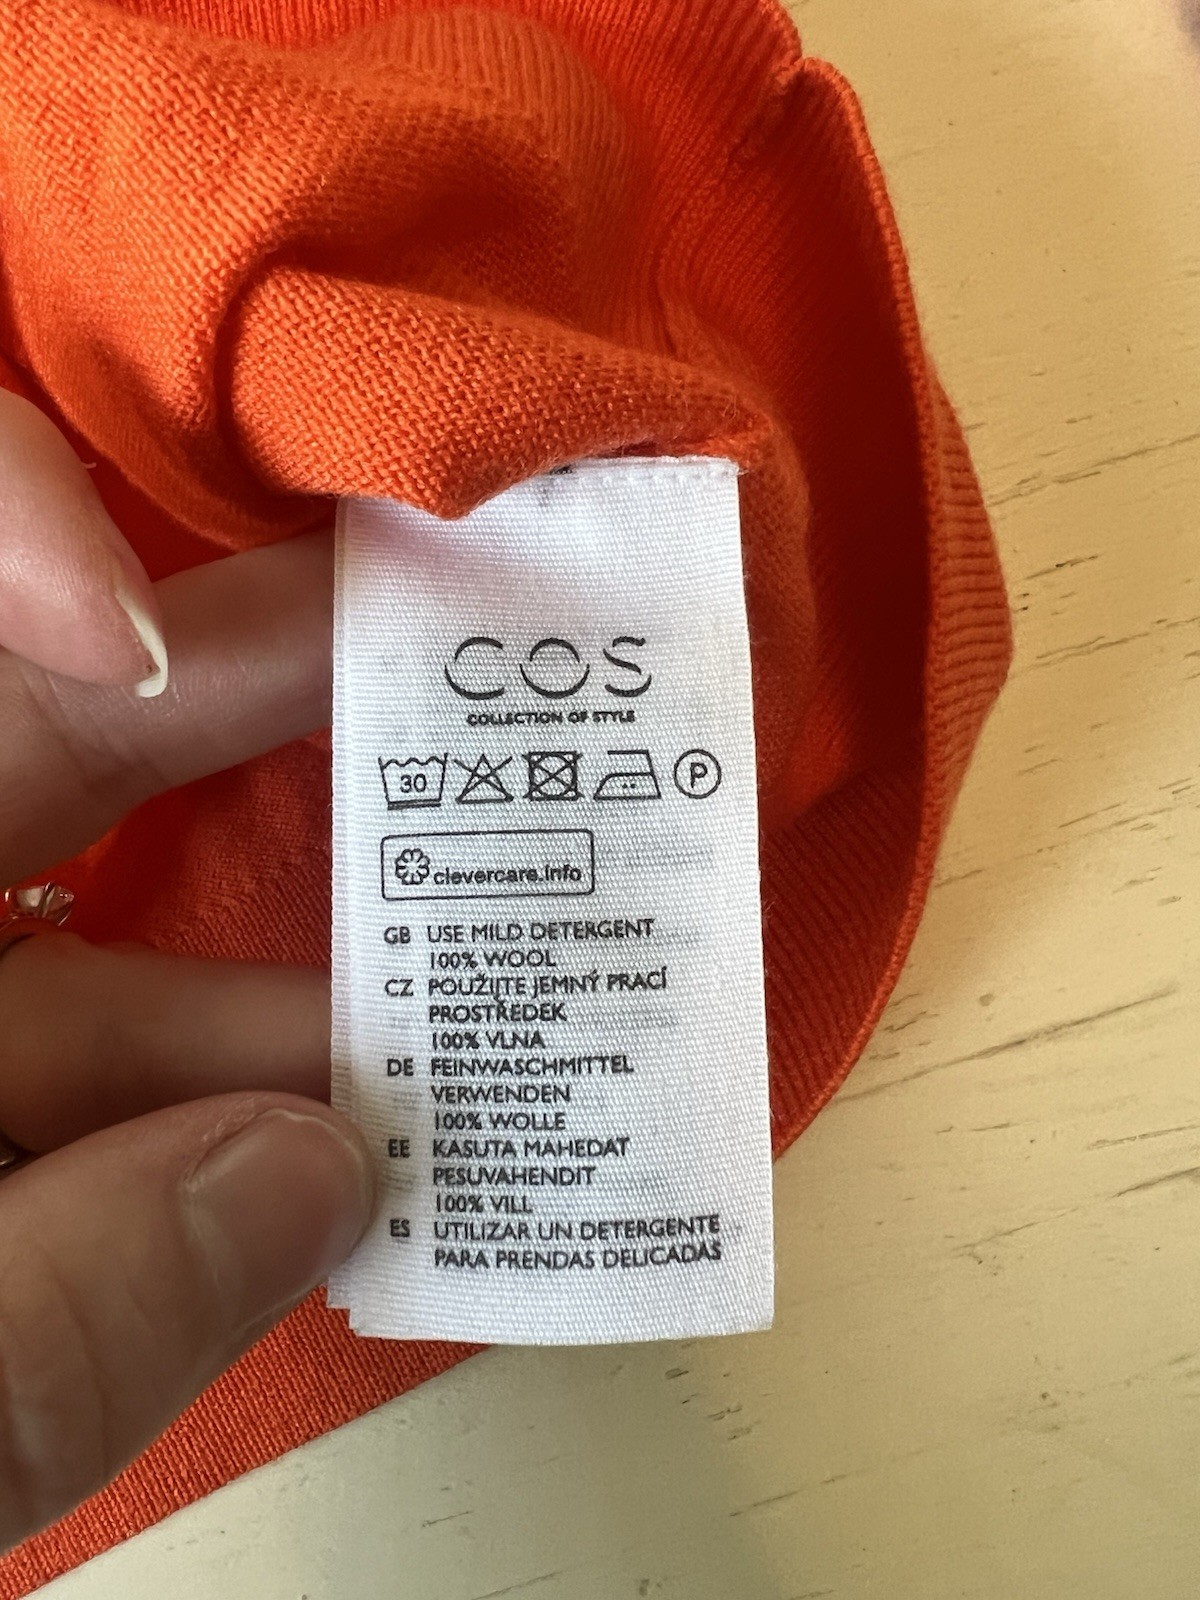 COS
COLLECTION OF STYLE
30 P
clevercare.info
GB USE MILD DETERGENT
100% WOOL
CZ POUŽIJTE JEMNÝ PRACÍ
PROSTŘEDEK
100% VLNA
DE FEINWASCHMITTEL
VERWENDEN
100% WOLLE
EE KASUTA MAHEDAT
PESUVAHENDIT
100% VILL
ES UTILIZAR UN DETERGENTE
PARA PRENDAS DELICADAS